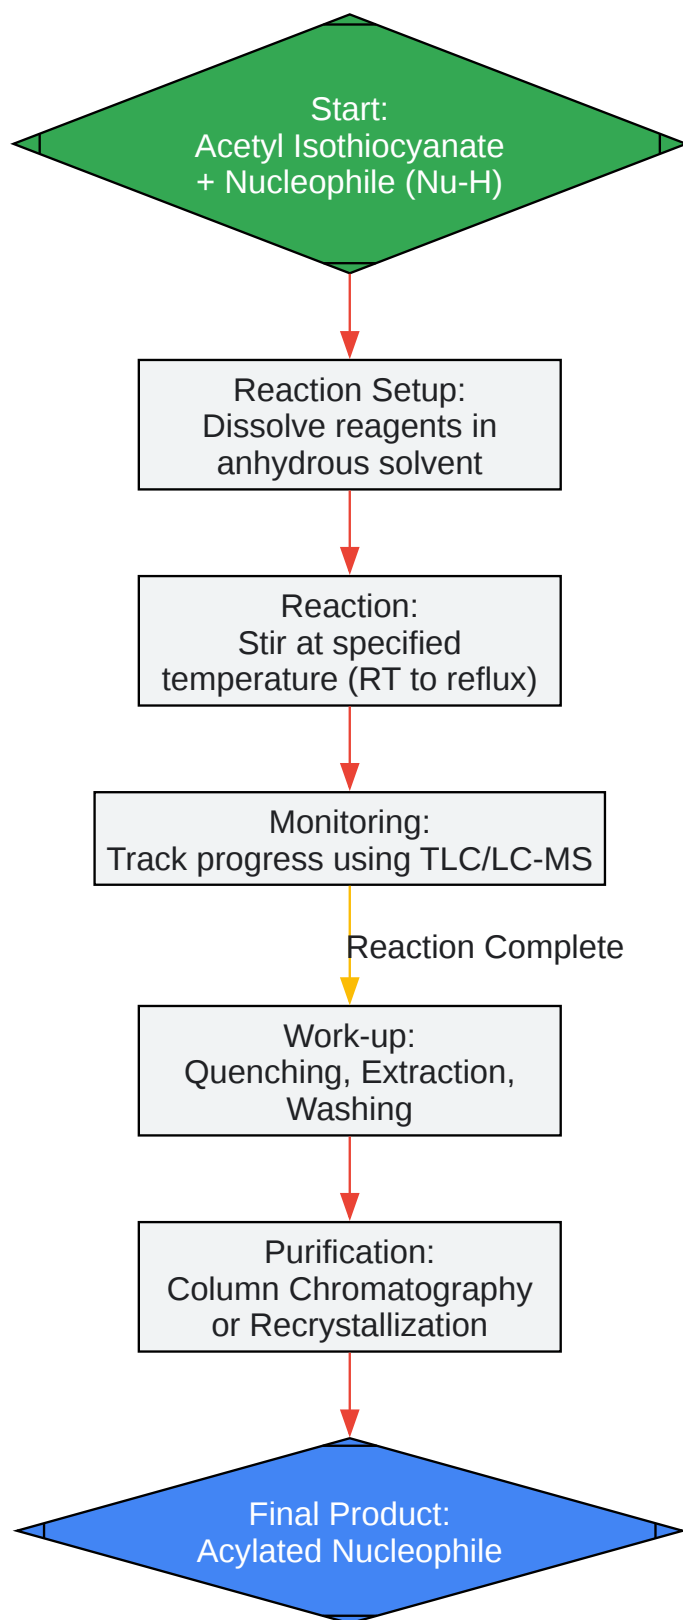 Start:
Acetyl Isothiocyanate
+ Nucleophile (Nu-H)
Reaction Setup:
Dissolve reagents in
anhydrous solvent
Reaction:
Stir at specified
temperature (RT to reflux)
Monitoring:
Track progress using TLC/LC-MS
Reaction Complete
Work-up:
Quenching, Extraction,
Washing
Purification:
Column Chromatography
or Recrystallization
Final Product:
Acylated Nucleophile